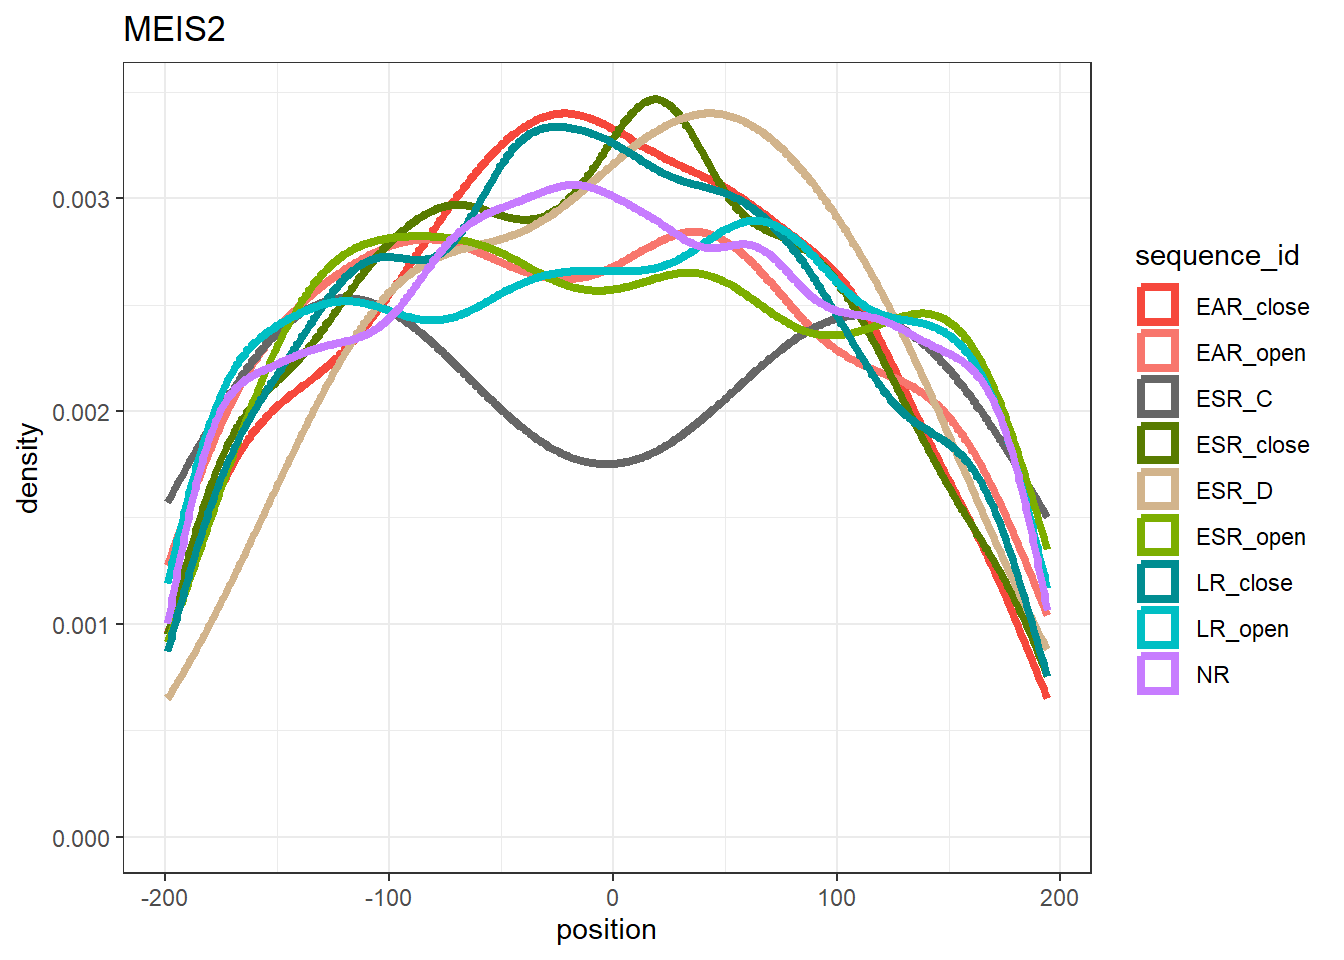 MEIS2
density
0.003
0.002
0.001
0.000
-200
-100
0
100
200
position
sequence_id
EAR_close
EAR_open
ESR_C
ESR_close
ESR_D
ESR_open
LR_close
LR_open
NR